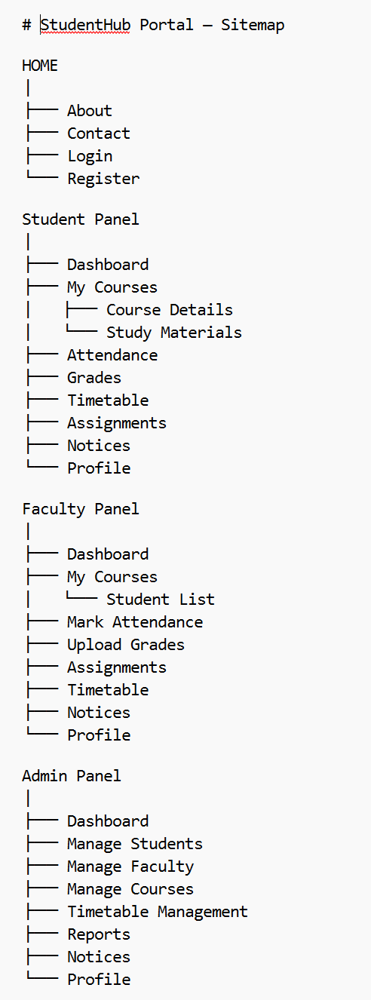 # StudentHub Portal – Sitemap

HOME
│
├── About
├── Contact
├── Login
└── Register

Student Panel
│
├── Dashboard
├── My Courses
│   ├── Course Details
│   └── Study Materials
├── Attendance
├── Grades
├── Timetable
├── Assignments
├── Notices
└── Profile

Faculty Panel
│
├── Dashboard
├── My Courses
│   └── Student List
├── Mark Attendance
├── Upload Grades
├── Assignments
├── Timetable
├── Notices
└── Profile

Admin Panel
│
├── Dashboard
├── Manage Students
├── Manage Faculty
├── Manage Courses
├── Timetable Management
├── Reports
├── Notices
└── Profile